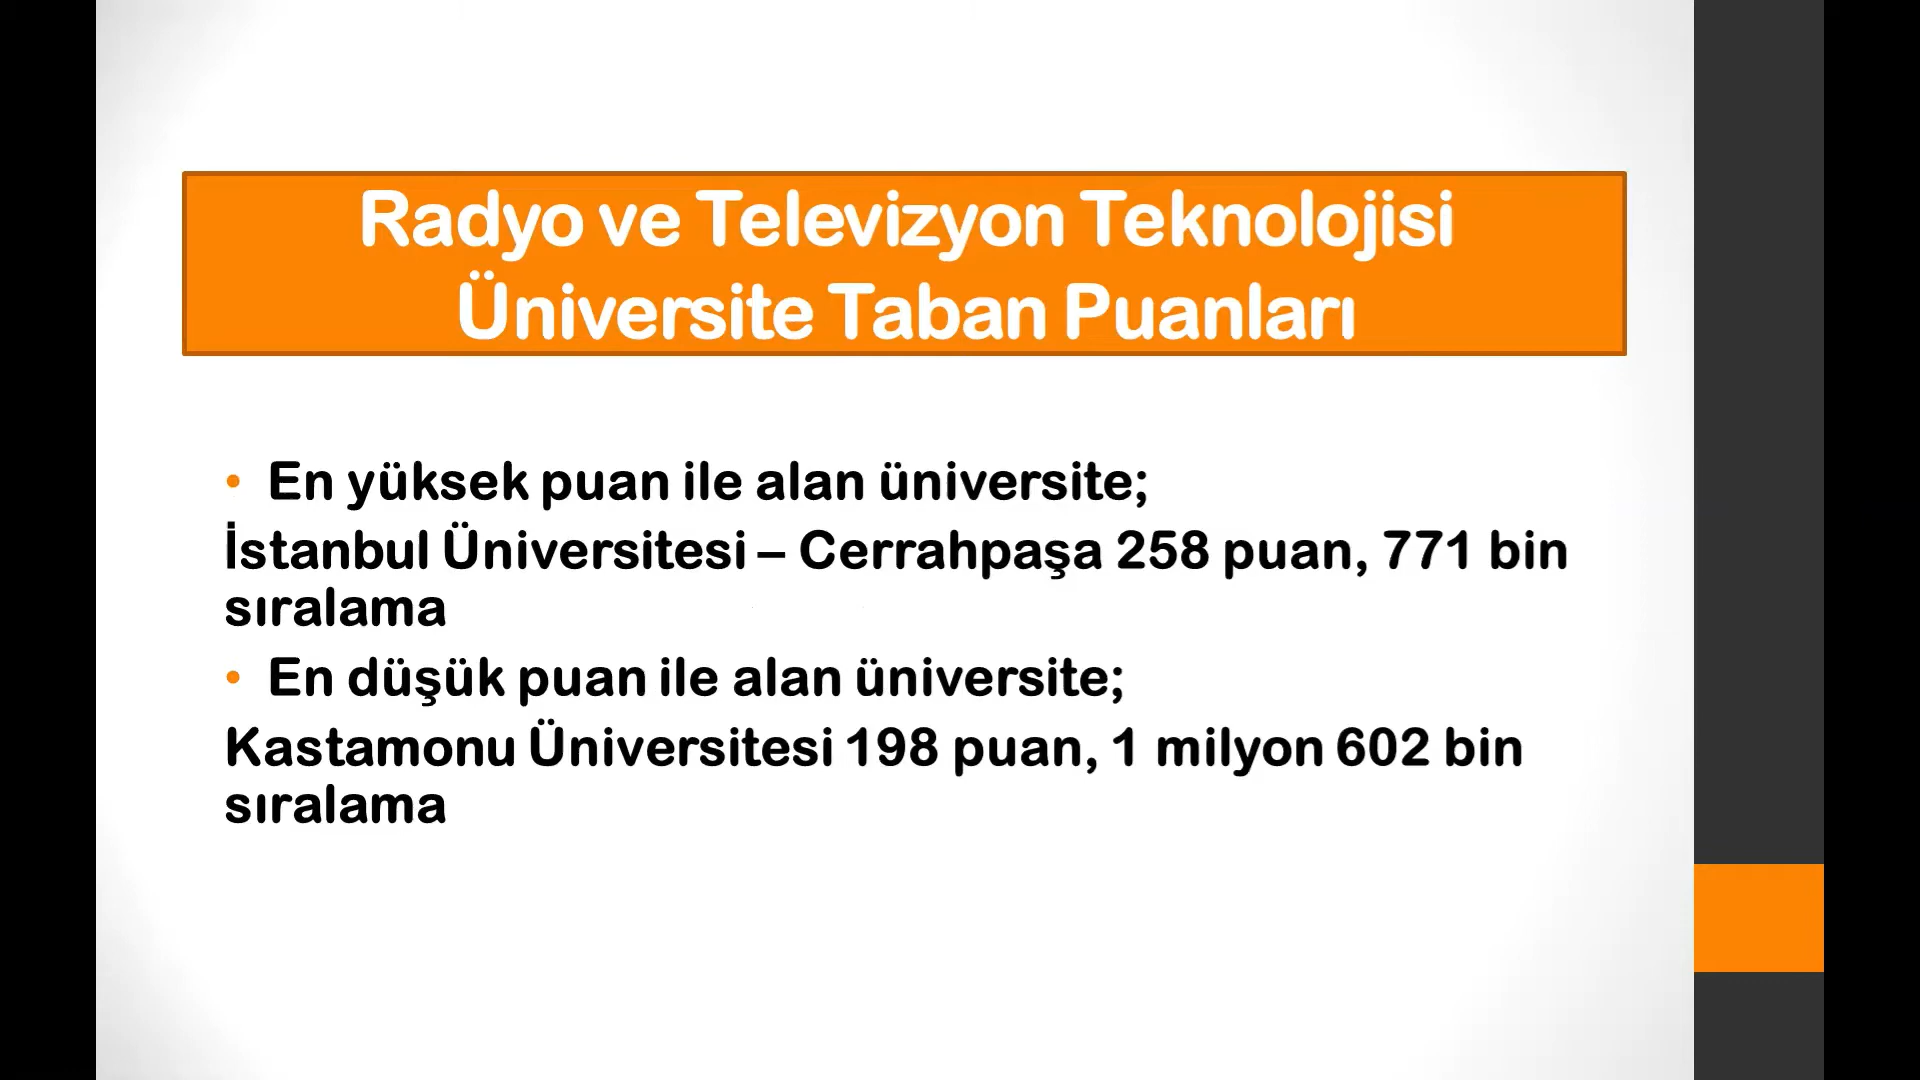 Radyo ve Televizyon Teknolojisi
Üniversite Taban Puanları
• En yüksek puan ile alan üniversite;
İstanbul Üniversitesi – Cerrahpaşa 258 puan, 771 bin
sıralama
• En düşük puan ile alan üniversite;
Kastamonu Üniversitesi 198 puan, 1 milyon 602 bin
sıralama